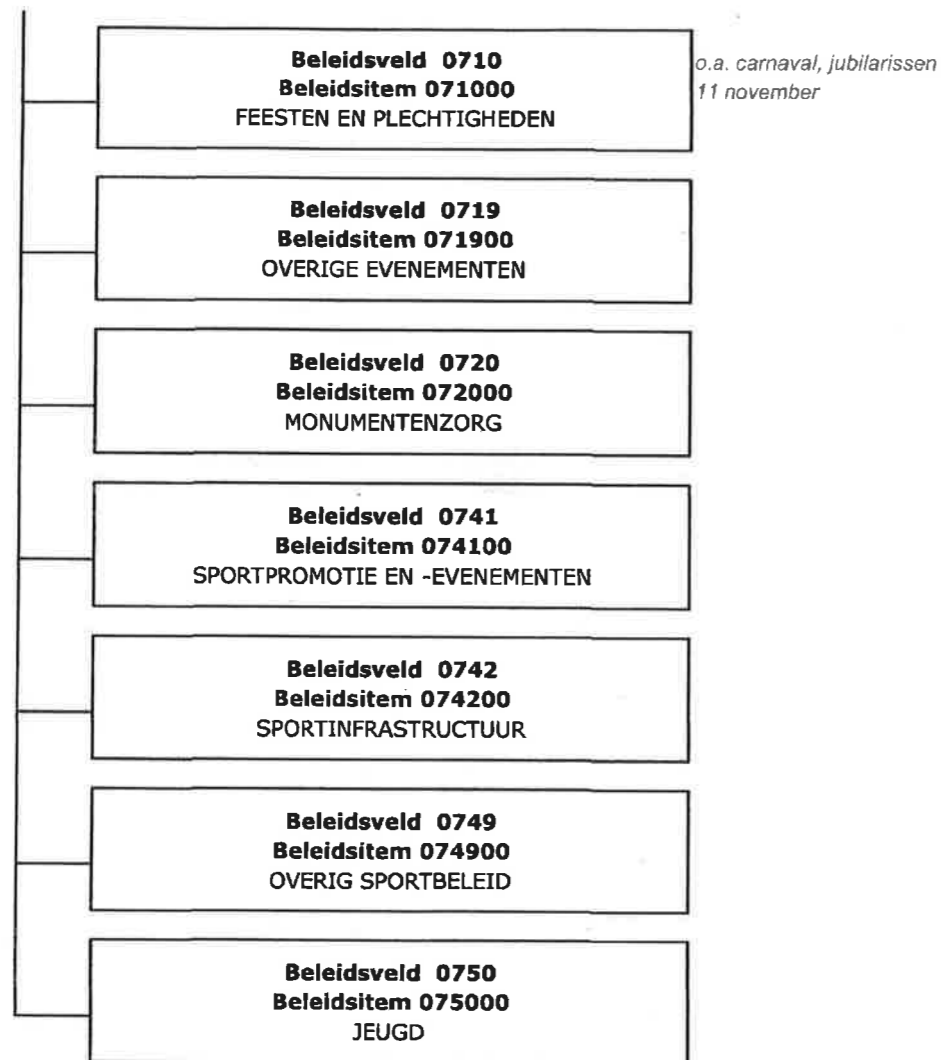 Beleidsveld 0710
Beleidsitem 071000
FEESTEN EN PLECHTIGHEDEN
o.a. carnaval, jubilarissen
11 november
Beleidsveld 0719
Beleidsitem 071900
OVERIGE EVENEMENTEN
Beleidsveld 0720
Beleidsitem 072000
MONUMENTENZORG
Beleidsveld 0741
Beleidsitem 074100
SPORTPROMOTIE EN -EVENEMENTEN
Beleidsveld 0742
Beleidsitem 074200
SPORTINFRASTRUCTUUR
Beleidsveld 0749
Beleidsitem 074900
OVERIG SPORTBELEID
Beleidsveld 0750
Beleidsitem 075000
JEUGD